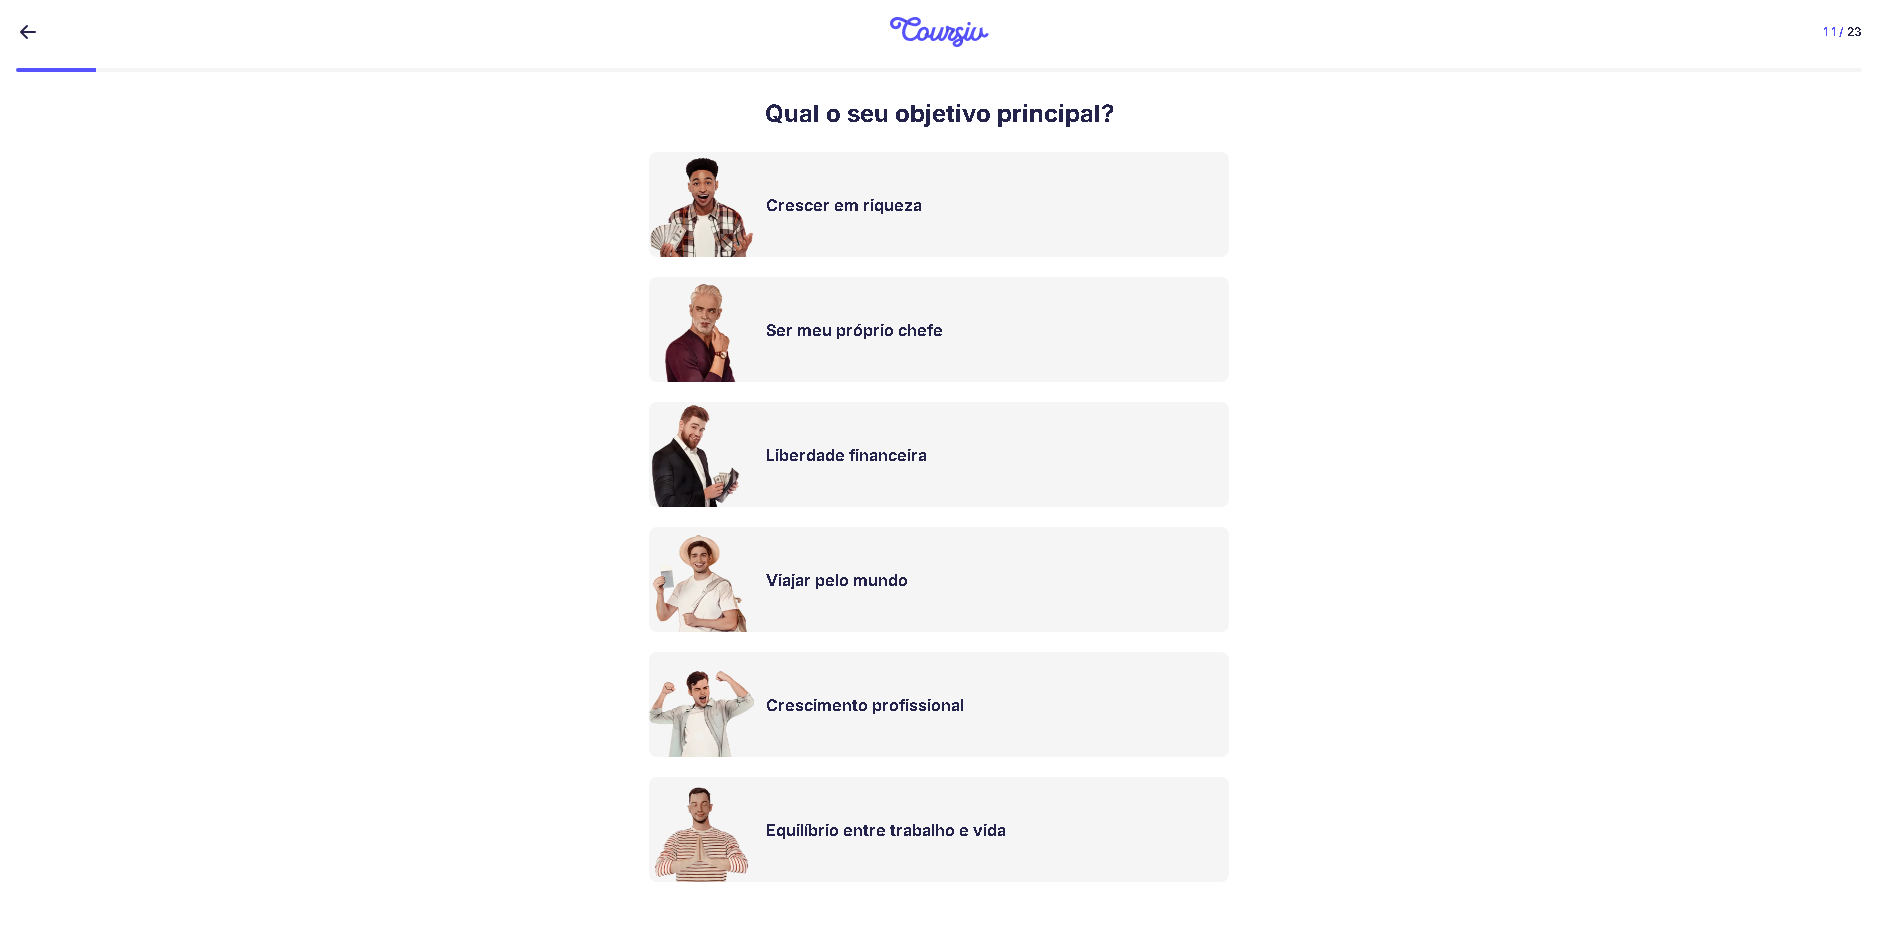 Coursiv
11/ 23
Qual o seu objetivo principal?
Crescer em riqueza
Ser meu próprio chefe
Liberdade financeira
Viajar pelo mundo
Crescimento profissional
Equilíbrio entre trabalho e vida